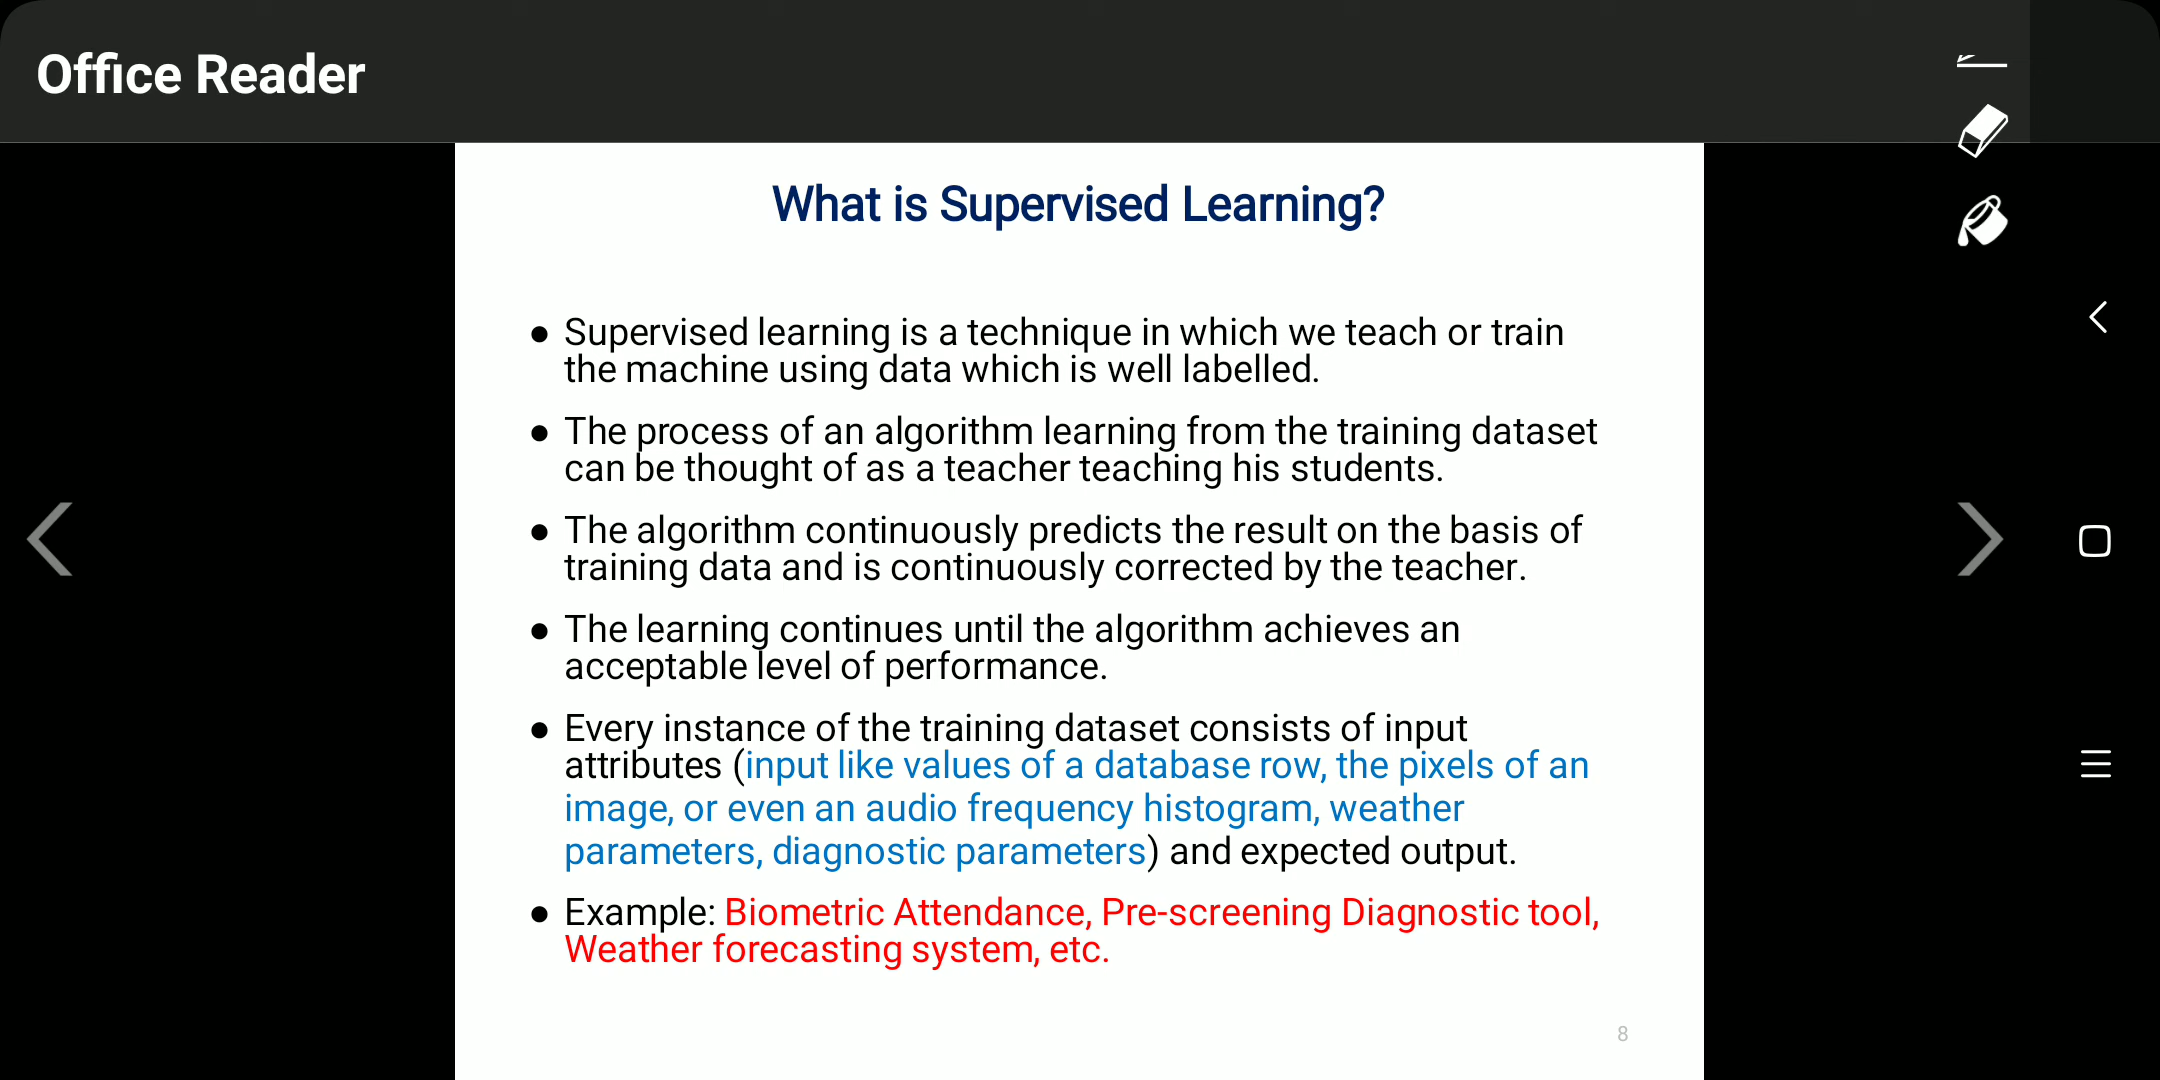 Office Reader
What is Supervised Learning?
● Supervised learning is a technique in which we teach or train
the machine using data which is well labelled.
● The process of an algorithm learning from the training dataset
can be thought of as a teacher teaching his students.
● The algorithm continuously predicts the result on the basis of
training data and is continuously corrected by the teacher.
● The learning continues until the algorithm achieves an
acceptable level of performance.
● Every instance of the training dataset consists of input
attributes (input like values of a database row, the pixels of an
image, or even an audio frequency histogram, weather
parameters, diagnostic parameters) and expected output.
● Example: Biometric Attendance, Pre-screening Diagnostic tool,
Weather forecasting system, etc.
8